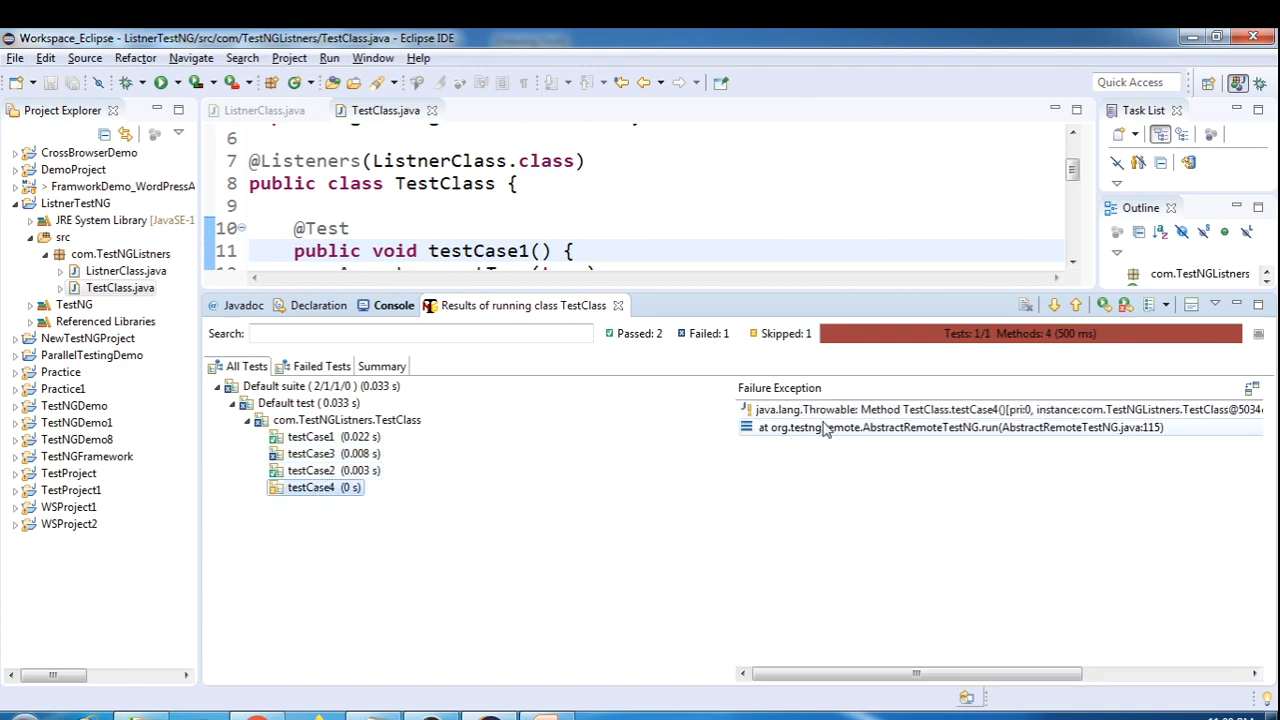 Workspace_Eclipse - ListnerTestNG/src/com/TestNGListners/TestClass.java - Eclipse IDE
File Edit Source Refactor Navigate Search Project Run Window Help
Quick Access
Project Explorer
ListnerClass.java
TestClass.java
Task List
CrossBrowserDemo
DemoProject
> FramworkDemo_WordPressA
ListnerTestNG
JRE System Library [JavaSE-1
src
com.TestNGListners
ListnerClass.java
TestClass.java
TestNG
Referenced Libraries
NewTestNGProject
ParallelTestingDemo
Practice
Practice1
TestNGDemo
TestNGDemo1
TestNGDemo8
TestNGFramework
TestProject
TestProject1
WSProject1
WSProject2
6
7 @Listeners(ListnerClass.class)
8 public class TestClass {
9
10 @Test
11 public void testCase1() {
Outline
com.TestNGListners
Javadoc Declaration Console Results of running class TestClass
Search: Passed: 2 Failed: 1 Skipped: 1 Tests: 1/1 Methods: 4 (500 ms)
All Tests Failed Tests Summary
Default suite ( 2/1/1/0 ) (0.033 s)
Default test (0.033 s)
com.TestNGListners.TestClass
testCase1 (0.022 s)
testCase3 (0.008 s)
testCase2 (0.003 s)
testCase4 (0 s)
Failure Exception
java.lang.Throwable: Method TestClass.testCase4()[pri:0, instance:com.TestNGListners.TestClass@5034
at org.testng.remote.AbstractRemoteTestNG.run(AbstractRemoteTestNG.java:115)